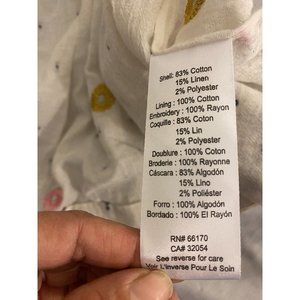 Shell: 83% Cotton
15% Linen
2% Polyester
Lining : 100% Cotton
Embroidery : 100% Rayon
Coquille : 83% Coton
15% Lin
2% Polyester
Doublure : 100% Coton
Broderie : 100% Rayonne
Cáscara : 83% Algodón
15% Lino
2% Poliéster
Forro : 100% Algodón
Bordado : 100% El Rayón
RN# 66170
CA# 32054
See reverse for care
Voir L'inverse Pour Le Soin